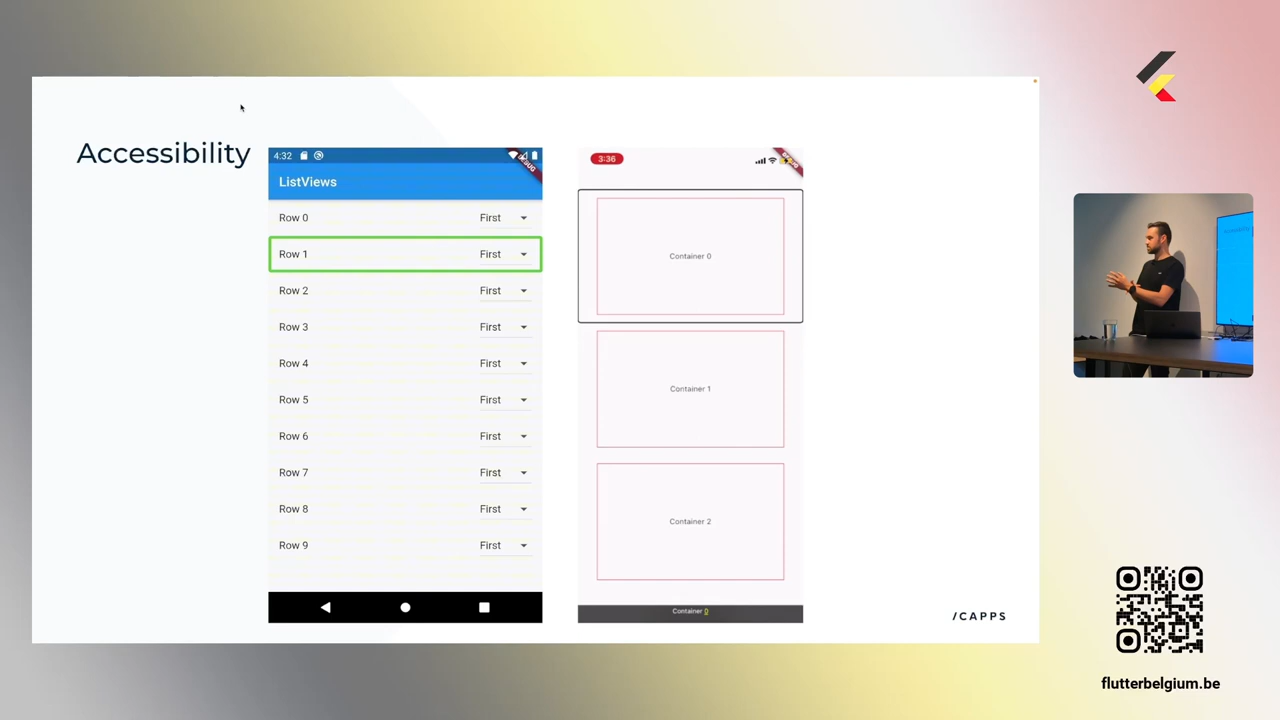 Accessibility
4:32
DEBUG
ListViews
Row 0 First
Row 1 First
Row 2 First
Row 3 First
Row 4 First
Row 5 First
Row 6 First
Row 7 First
Row 8 First
Row 9 First
3:36
Container 0
Container 1
Container 2
Container 0
/CAPPS
flutterbelgium.be